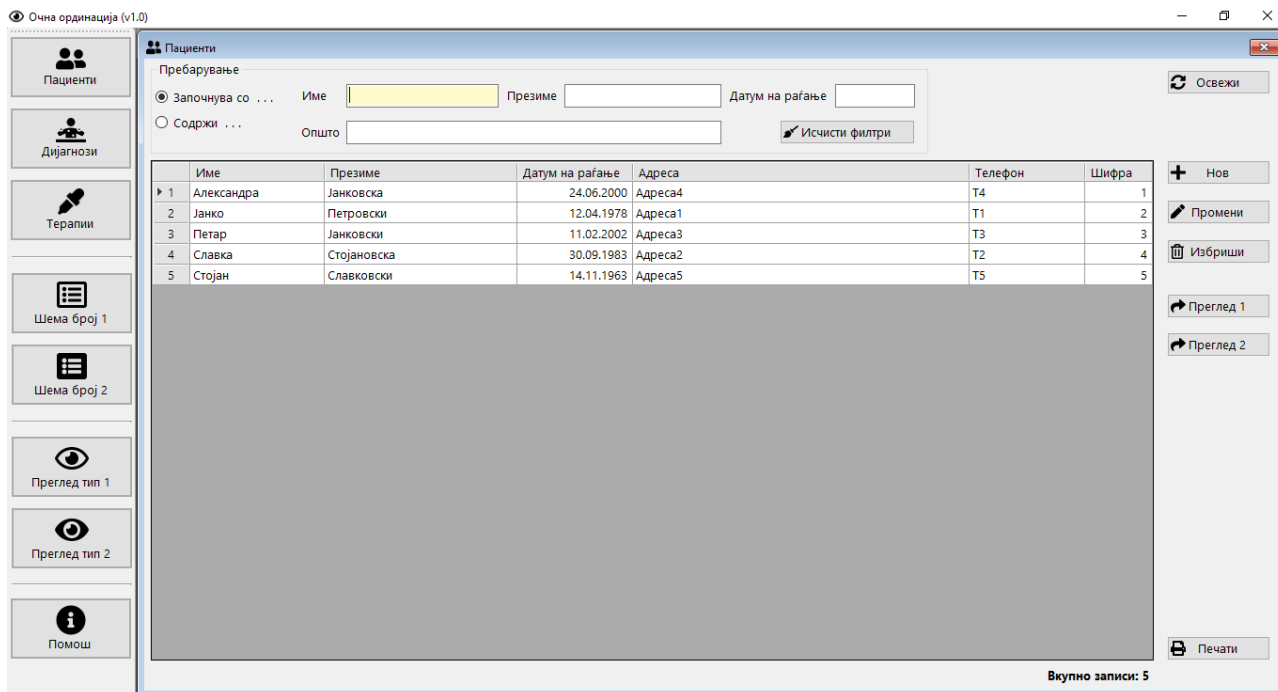 Очна ординација (v1.0)
Пациенти
Дијагнози
Терапии
Шема број 1
Шема број 2
Преглед тип 1
Преглед тип 2
Помош
Пациенти
Пребарување
Започнува со ...
Содржи ...
Име
Презиме
Датум на раѓање
Општо
Исчисти филтри
Име Презиме Датум на раѓање Адреса Телефон Шифра
1 Александра Јанковска 24.06.2000 Адреса4 Т4 1
2 Јанко Петровски 12.04.1978 Адреса1 Т1 2
3 Петар Јанковски 11.02.2002 Адреса3 Т3 3
4 Славка Стојановска 30.09.1983 Адреса2 Т2 4
5 Стојан Славковски 14.11.1963 Адреса5 Т5 5
Вкупно записи: 5
Освежи
Нов
Промени
Избриши
Преглед 1
Преглед 2
Печати